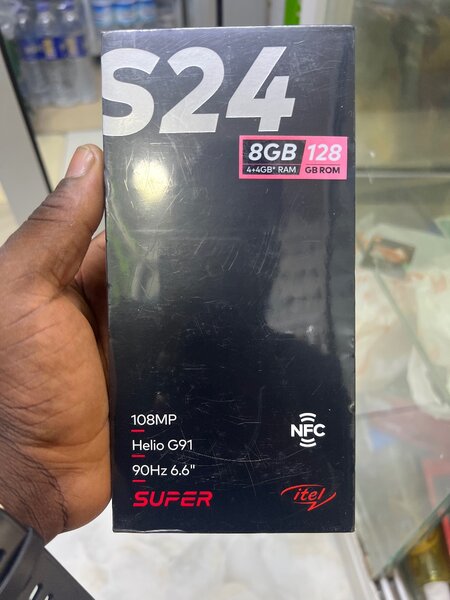 S24
8GB 128
4+4GB* RAM GB ROM
108MP
Helio G91
90Hz 6.6"
NFC
SUPER
itel